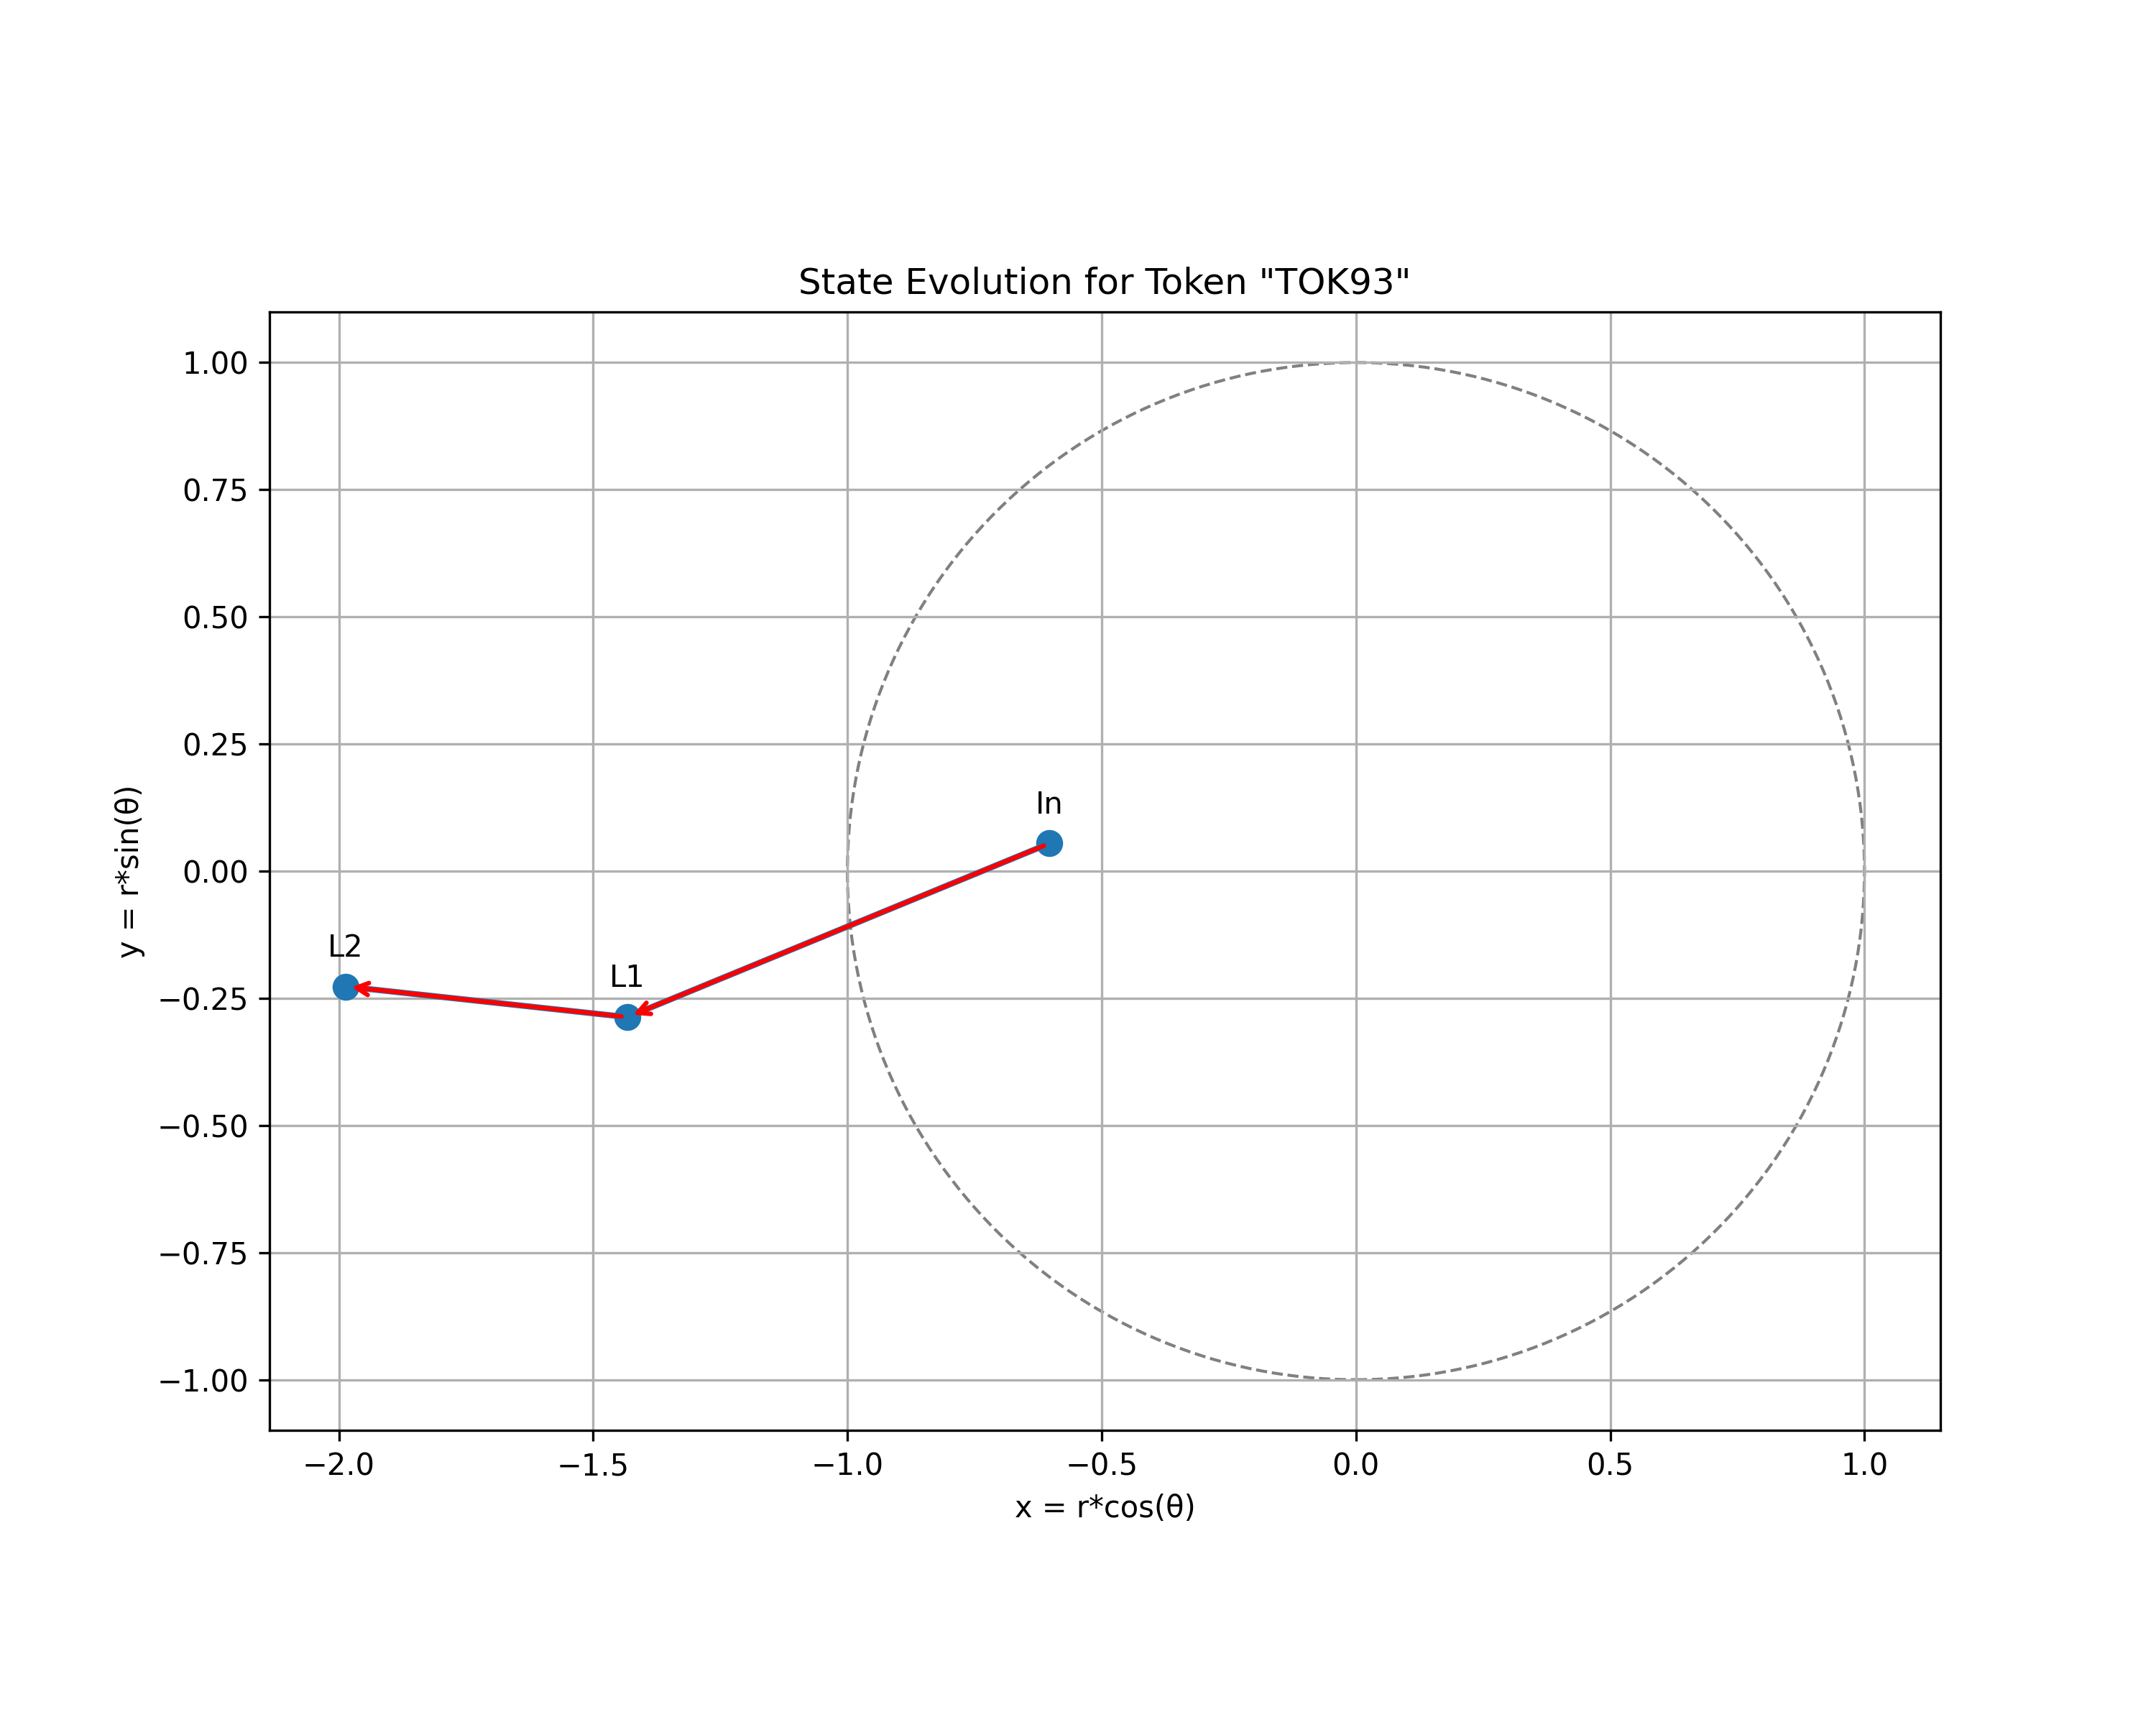 State Evolution for Token "TOK93"
1.00
0.75
0.50
0.25
0.00
−0.25
−0.50
−0.75
−1.00
y = r*sin(θ)
In
L2
L1
−2.0 −1.5 −1.0 −0.5 0.0 0.5 1.0
x = r*cos(θ)